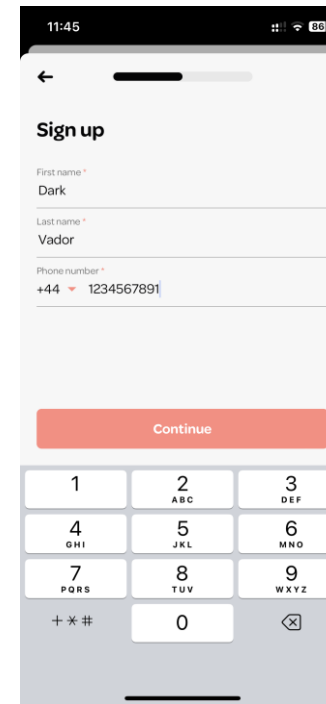 11:45
86
Sign up
First name *
Dark
Last name *
Vador
Phone number *
+44 1234567891
Continue
1
2
3
ABC
DEF
4
5
6
GHI
JKL
MNO
7
8
9
PQRS
TUV
WXYZ
+*#
0